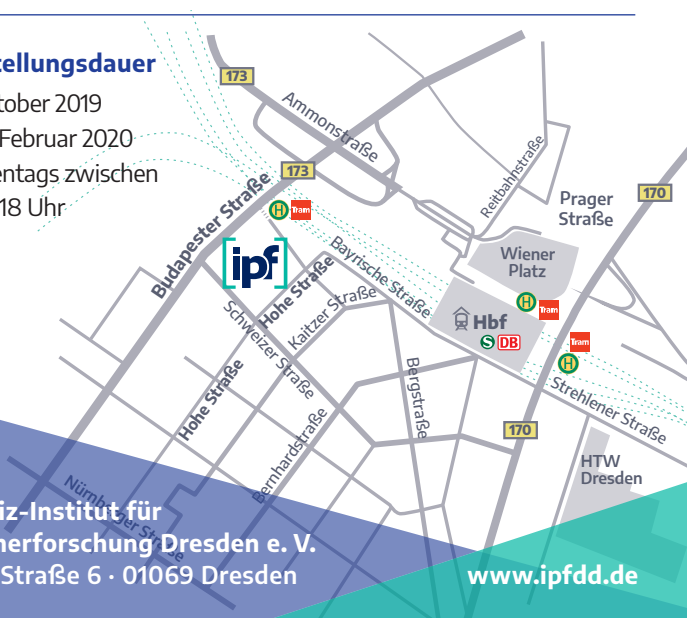 ellungsdauer
tober 2019
Februar 2020
entags zwischen
18 Uhr
173
Ammonstraße
173
Reitbahnstraße
Prager
Straße
170
Budapester Straße
H Tram
[ipf]
Bayrische Straße
Wiener
Platz
H Tram
Hohe Straße
Kaitzer Straße
Schweizer Straße
Hbf
S DB
Tram
H
Bergstraße
Strehlener Straße
Hohe Straße
Bernhardstraße
170
HTW
Dresden
Nürnberger Straße
iz-Institut für
merforschung Dresden e. V.
Straße 6 · 01069 Dresden
www.ipfdd.de